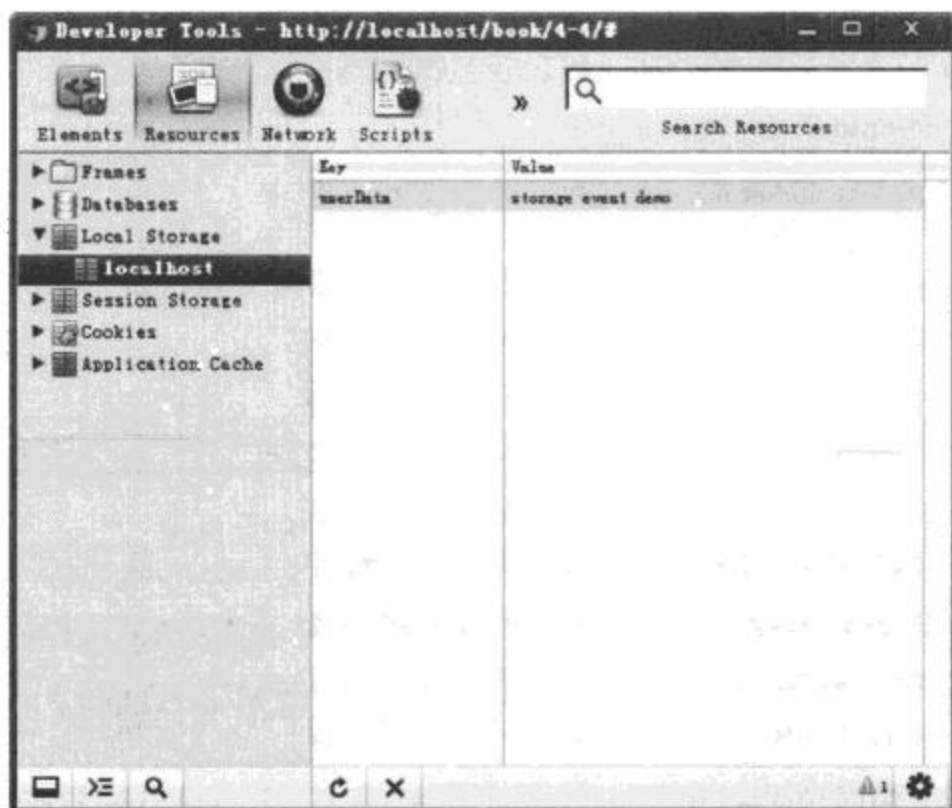 Developer Tools - http://localhost/book/4-4/#
Elements Resources Network Scripts » Search Resources
Frames
Databases
Local Storage
localhost
Session Storage
Cookies
Application Cache
Key Value
userData storage event demo
1